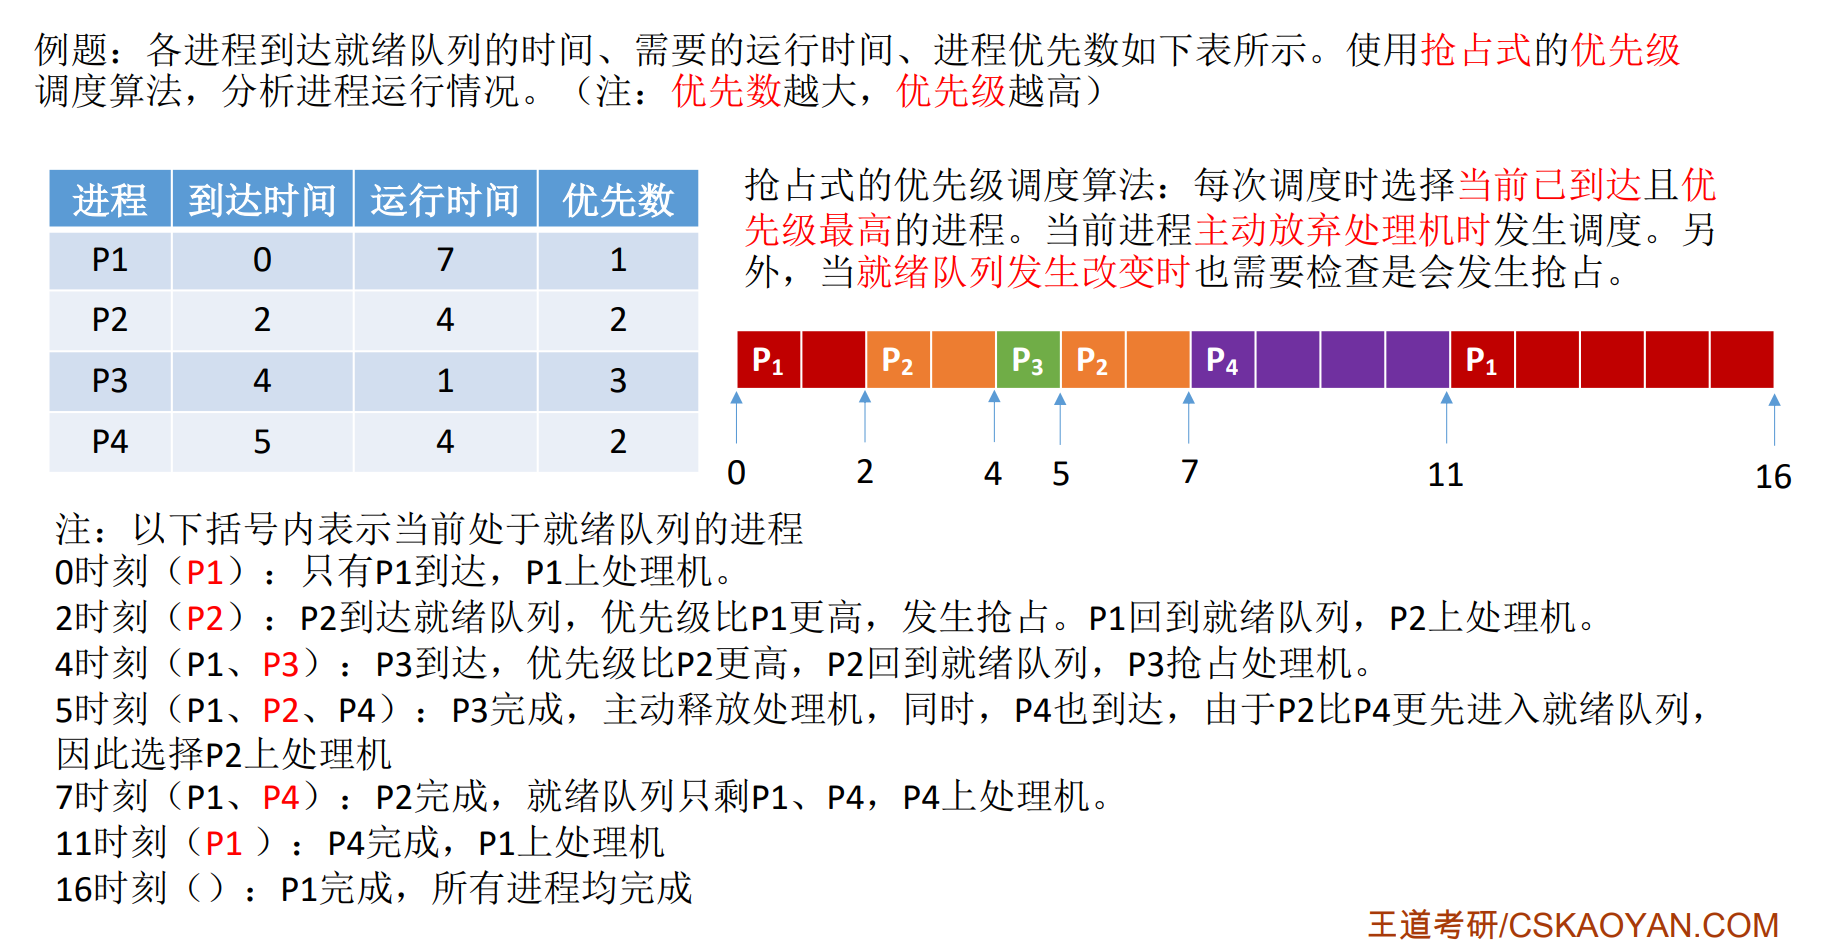 例题：各进程到达就绪队列的时间、需要的运行时间、进程优先数如下表所示。使用抢占式的优先级
调度算法，分析进程运行情况。（注：优先数越大，优先级越高）
进程 到达时间 运行时间 优先数
P1 0 7 1
P2 2 4 2
P3 4 1 3
P4 5 4 2
抢占式的优先级调度算法：每次调度时选择当前已到达且优
先级最高的进程。当前进程主动放弃处理机时发生调度。另
外，当就绪队列发生改变时也需要检查是会发生抢占。
P1 P2 P3 P2 P4 P1
0 2 4 5 7 11 16
注：以下括号内表示当前处于就绪队列的进程
0时刻（P1）：只有P1到达，P1上处理机。
2时刻（P2）：P2到达就绪队列，优先级比P1更高，发生抢占。P1回到就绪队列，P2上处理机。
4时刻（P1、P3）：P3到达，优先级比P2更高，P2回到就绪队列，P3抢占处理机。
5时刻（P1、P2、P4）：P3完成，主动释放处理机，同时，P4也到达，由于P2比P4更先进入就绪队列，
因此选择P2上处理机
7时刻（P1、P4）：P2完成，就绪队列只剩P1、P4，P4上处理机。
11时刻（P1 ）：P4完成，P1上处理机
16时刻（）：P1完成，所有进程均完成
王道考研/CSKAOYAN.COM